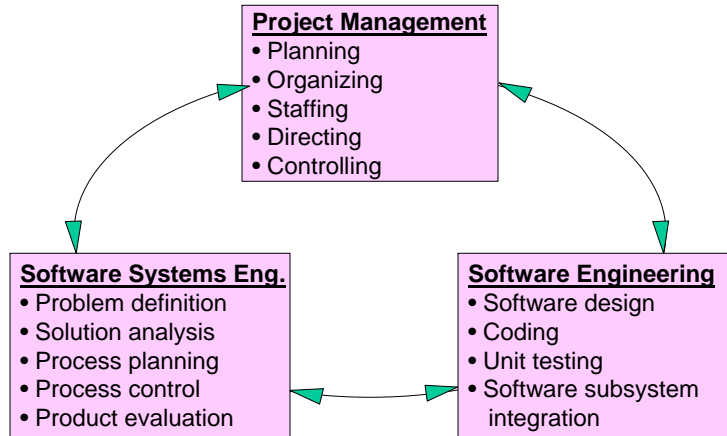 Project Management
• Planning
• Organizing
• Staffing
• Directing
• Controlling
Software Systems Eng.
• Problem definition
• Solution analysis
• Process planning
• Process control
• Product evaluation
Software Engineering
• Software design
• Coding
• Unit testing
• Software subsystem
integration